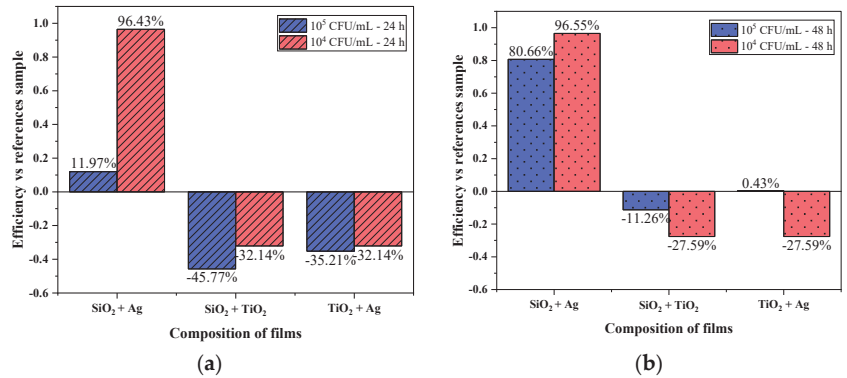 96.43%
10⁵ CFU/mL - 24 h
10⁴ CFU/mL - 24 h
1.0
0.8
0.6
0.4
0.2
0.0
-0.2
-0.4
-0.6
Efficiency vs references sample
11.97%
-45.77%
-32.14%
-35.21%
-32.14%
SiO₂ + Ag
SiO₂ + TiO₂
TiO₂ + Ag
Composition of films
(a)
96.55%
80.66%
10⁵ CFU/mL - 48 h
10⁴ CFU/mL - 48 h
1.0
0.8
0.6
0.4
0.2
0.0
-0.2
-0.4
-0.6
Efficiency vs references sample
0.43%
-11.26%
-27.59%
-27.59%
SiO₂ + Ag
SiO₂ + TiO₂
TiO₂ + Ag
Composition of films
(b)